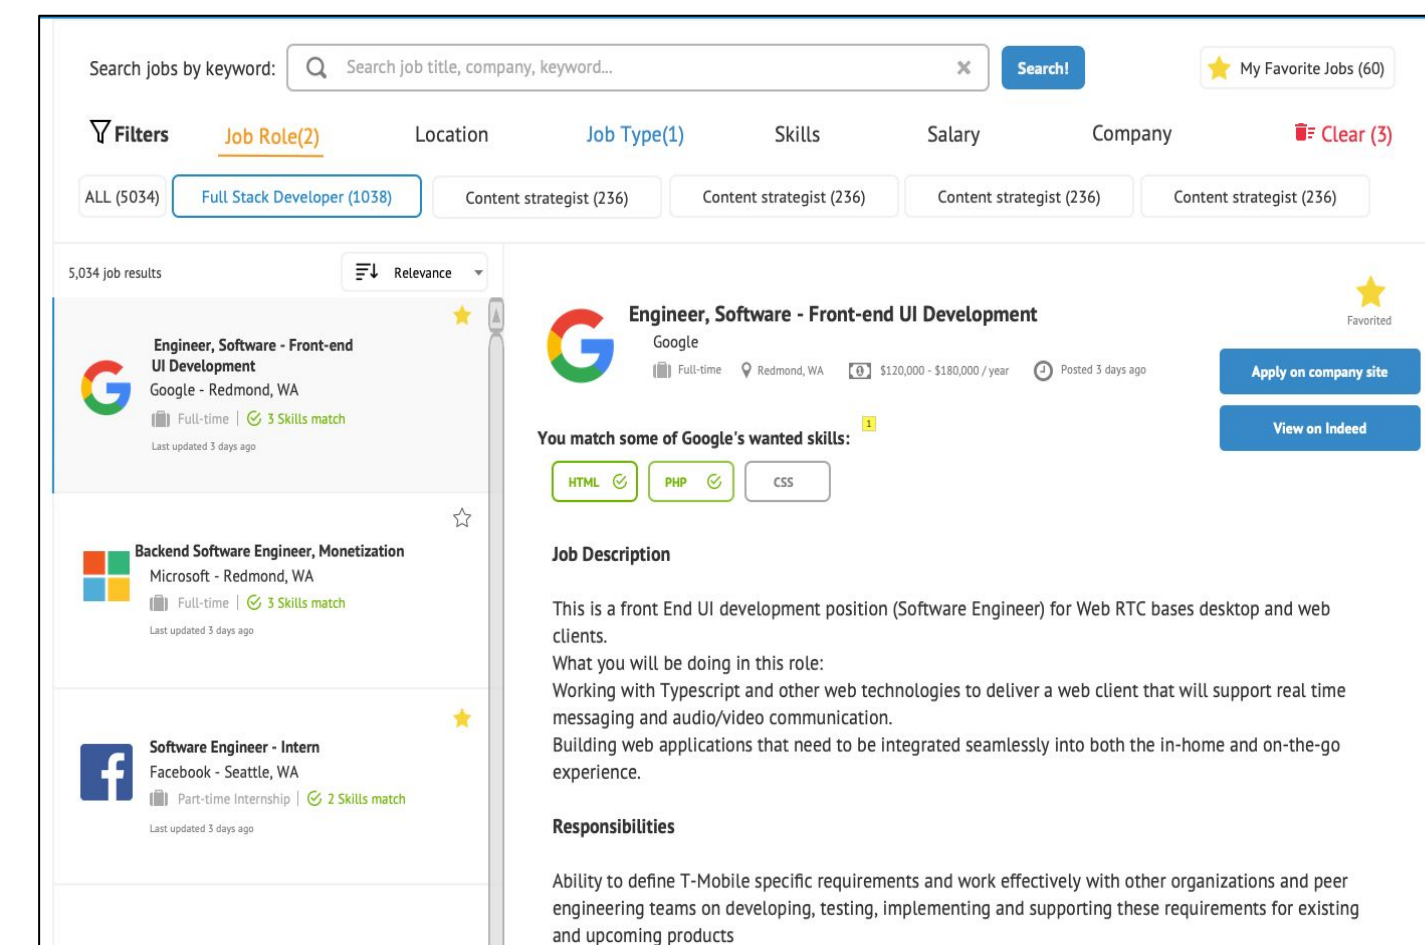 Search jobs by keyword: Search job title, company, keyword... Search! My Favorite Jobs (60)
Filters Job Role(2) Location Job Type(1) Skills Salary Company Clear (3)
ALL (5034) Full Stack Developer (1038) Content strategist (236) Content strategist (236) Content strategist (236) Content strategist (236)
5,034 job results Relevance
Engineer, Software - Front-end
UI Development
Google - Redmond, WA
Full-time | 3 Skills match
Last updated 3 days ago
Backend Software Engineer, Monetization
Microsoft - Redmond, WA
Full-time | 3 Skills match
Last updated 3 days ago
Software Engineer - Intern
Facebook - Seattle, WA
Part-time Internship | 2 Skills match
Last updated 3 days ago
Engineer, Software - Front-end UI Development
Google
Full-time Redmond, WA $120,000 - $180,000 / year Posted 3 days ago
Favorited
Apply on company site
View on Indeed
You match some of Google's wanted skills: 1
HTML PHP CSS
Job Description
This is a front End UI development position (Software Engineer) for Web RTC bases desktop and web
clients.
What you will be doing in this role:
Working with Typescript and other web technologies to deliver a web client that will support real time
messaging and audio/video communication.
Building web applications that need to be integrated seamlessly into both the in-home and on-the-go
experience.
Responsibilities
Ability to define T-Mobile specific requirements and work effectively with other organizations and peer
engineering teams on developing, testing, implementing and supporting these requirements for existing
and upcoming products